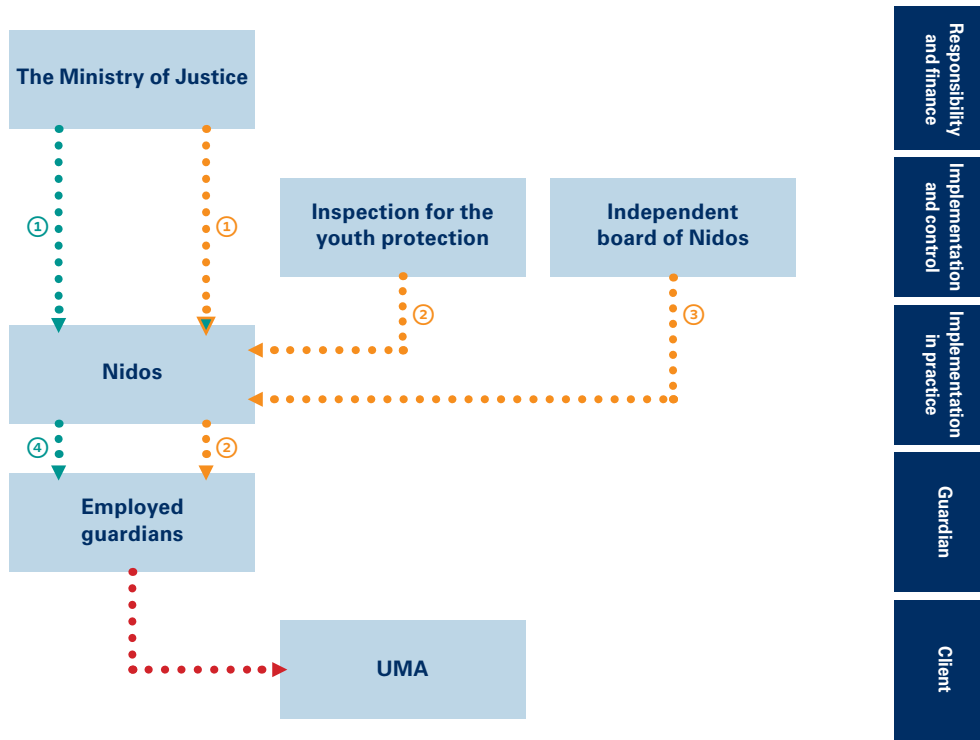 The Ministry of Justice
Responsibility
and finance
①
①
Inspection for the
youth protection
Independent
board of Nidos
Implementation
and control
②
③
Nidos
Implementation
in practice
④
②
Employed
guardians
Guardian
UMA
Client